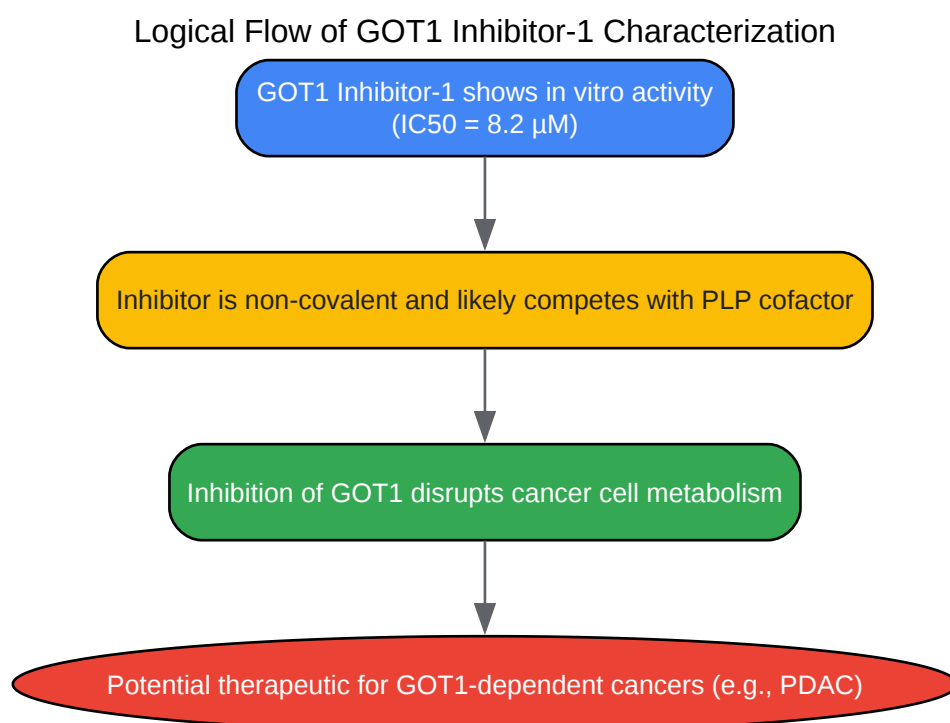 Logical Flow of GOT1 Inhibitor-1 Characterization
GOT1 Inhibitor-1 shows in vitro activity
(IC50 = 8.2 µM)
Inhibitor is non-covalent and likely competes with PLP cofactor
Inhibition of GOT1 disrupts cancer cell metabolism
Potential therapeutic for GOT1-dependent cancers (e.g., PDAC)